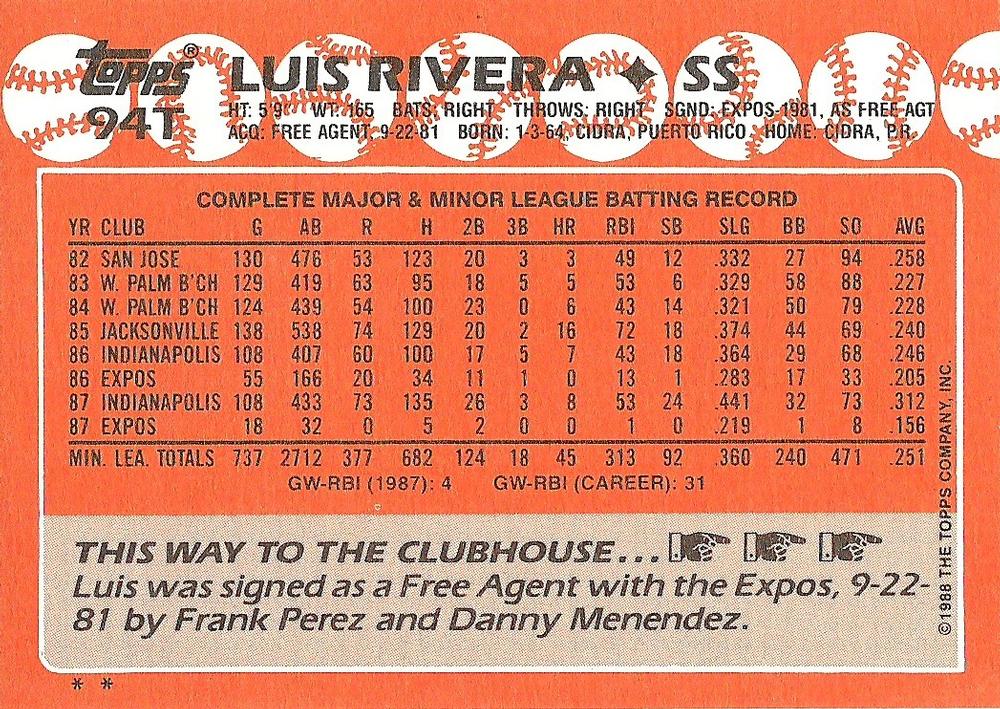 topps® LUIS RIVERA ✦ SS
94T HT: 5'9" WT: 165 BATS: RIGHT THROWS: RIGHT SGND: EXPOS-1981, AS FREE AGT
ACQ: FREE AGENT, 9-22-81 BORN: 1-3-64, CIDRA, PUERTO RICO HOME: CIDRA, P.R.
COMPLETE MAJOR & MINOR LEAGUE BATTING RECORD
YR CLUB G AB R H 2B 3B HR RBI SB SLG BB SO AVG
82 SAN JOSE 130 476 53 123 20 3 3 49 12 .332 27 94 .258
83 W. PALM B'CH 129 419 63 95 18 5 5 53 6 .329 58 88 .227
84 W. PALM B'CH 124 439 54 100 23 0 6 43 14 .321 50 79 .228
85 JACKSONVILLE 138 538 74 129 20 2 16 72 18 .374 44 69 .240
86 INDIANAPOLIS 108 407 60 100 17 5 7 43 18 .364 29 68 .246
86 EXPOS 55 166 20 34 11 1 0 13 1 .283 17 33 .205
87 INDIANAPOLIS 108 433 73 135 26 3 8 53 24 .441 32 73 .312
87 EXPOS 18 32 0 5 2 0 0 1 0 .219 1 8 .156
MIN. LEA. TOTALS 737 2712 377 682 124 18 45 313 92 .360 240 471 .251
GW-RBI (1987): 4 GW-RBI (CAREER): 31
THIS WAY TO THE CLUBHOUSE...
Luis was signed as a Free Agent with the Expos, 9-22-
81 by Frank Perez and Danny Menendez.
©1988 THE TOPPS COMPANY, INC.
* *